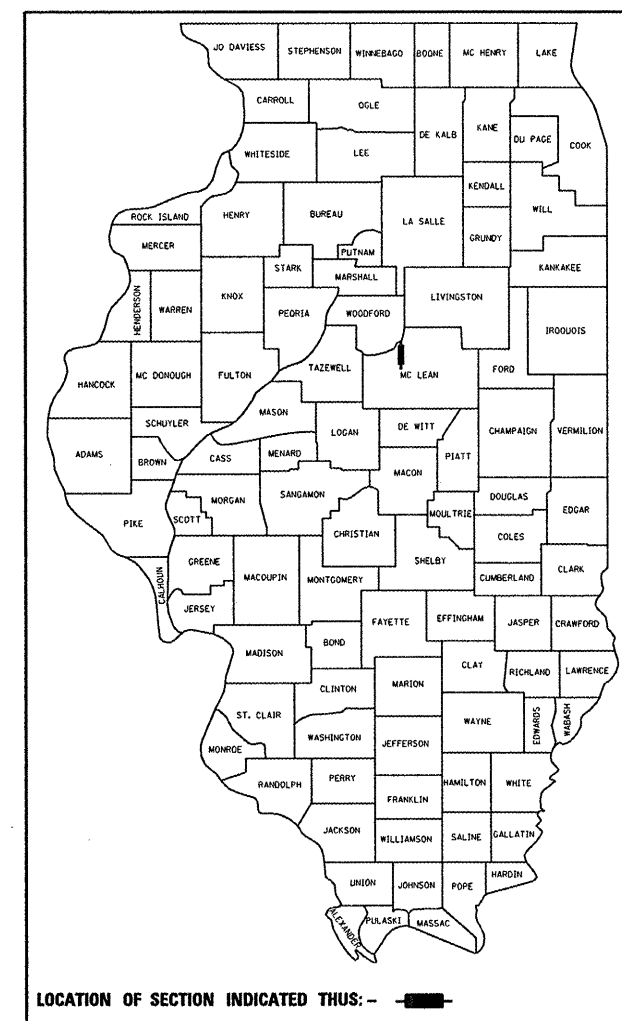 JO DAVIESS STEPHENSON WINNEBAGO BOONE MC HENRY LAKE
CARROLL OGLE DE KALB KANE DU PAGE COOK
WHITESIDE LEE KENDALL WILL
ROCK ISLAND HENRY BUREAU LA SALLE GRUNDY
MERCER PUTNAM KANKAKEE
HENDERSON WARREN KNOX STARK MARSHALL LIVINGSTON IROQUOIS
PEORIA WOODFORD
HANCOCK MC DONOUGH FULTON TAZEWELL MC LEAN FORD
SCHUYLER MASON LOGAN DE WITT CHAMPAIGN VERMILION
ADAMS BROWN CASS MENARD MACON PIATT
PIKE SCOTT MORGAN SANGAMON CHRISTIAN MOULTRIE DOUGLAS EDGAR
COLES
CALHOUN GREENE MACOUPIN MONTGOMERY SHELBY CUMBERLAND CLARK
JERSEY FAYETTE EFFINGHAM JASPER CRAWFORD
MADISON BOND
CLINTON MARION CLAY RICHLAND LAWRENCE
ST. CLAIR WASHINGTON JEFFERSON WAYNE EDWARDS WABASH
MONROE
RANDOLPH PERRY FRANKLIN HAMILTON WHITE
JACKSON WILLIAMSON SALINE GALLATIN
UNION JOHNSON POPE HARDIN
ALEXANDER PULASKI MASSAC
LOCATION OF SECTION INDICATED THUS: -